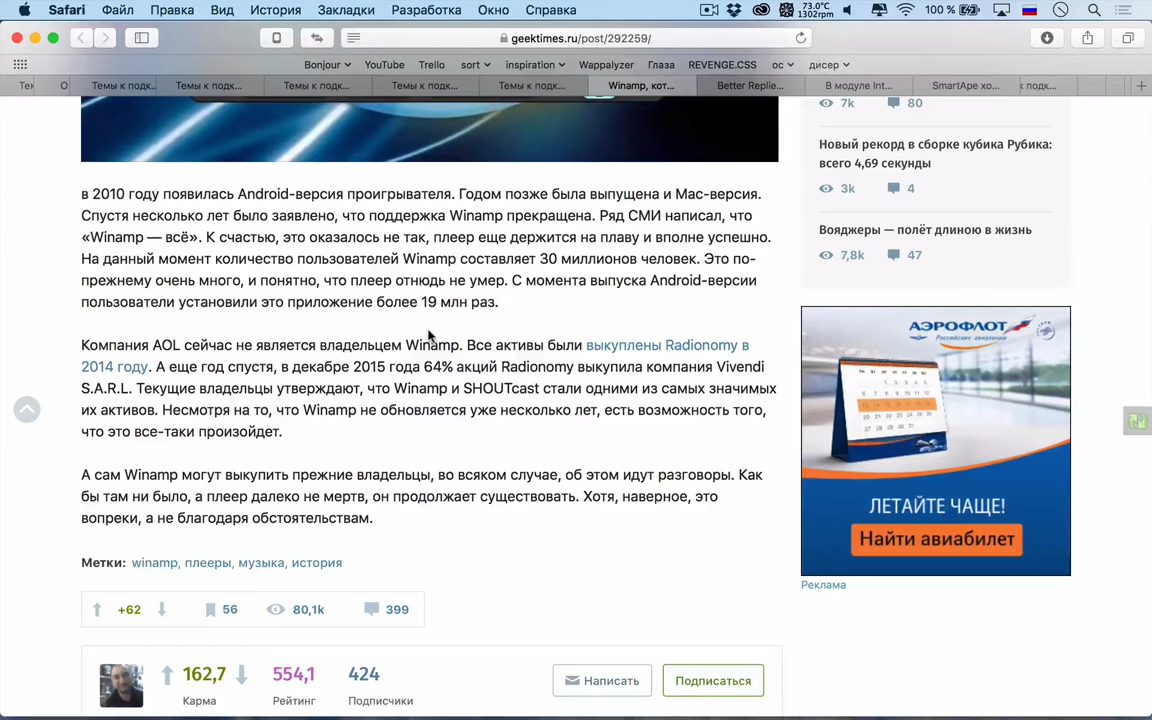 Safari Файл Правка Вид История Закладки Разработка Окно Справка 73.0°C 1302rpm 100 %
geektimes.ru/post/292259/
Bonjour YouTube Trello sort inspiration Wappalyzer Глаза REVENGE.CSS ос дисер
Тем О Темы к подк... Темы к подк... Темы к подк... Темы к подк... Темы к подк... Winamp, кот... Better Replie... В модуле Int... SmartApe хо... к подк...
7k 80
Новый рекорд в сборке кубика Рубика:
всего 4,69 секунды
3k 4
Вояджеры — полёт длиною в жизнь
7,8k 47
в 2010 году появилась Android-версия проигрывателя. Годом позже была выпущена и Mac-версия.
Спустя несколько лет было заявлено, что поддержка Winamp прекращена. Ряд СМИ написал, что
«Winamp — всё». К счастью, это оказалось не так, плеер еще держится на плаву и вполне успешно.
На данный момент количество пользователей Winamp составляет 30 миллионов человек. Это по-
прежнему очень много, и понятно, что плеер отнюдь не умер. С момента выпуска Android-версии
пользователи установили это приложение более 19 млн раз.
Компания AOL сейчас не является владельцем Winamp. Все активы были выкуплены Radionomy в
2014 году. А еще год спустя, в декабре 2015 года 64% акций Radionomy выкупила компания Vivendi
S.A.R.L. Текущие владельцы утверждают, что Winamp и SHOUTcast стали одними из самых значимых
их активов. Несмотря на то, что Winamp не обновляется уже несколько лет, есть возможность того,
что это все-таки произойдет.
А сам Winamp могут выкупить прежние владельцы, во всяком случае, об этом идут разговоры. Как
бы там ни было, а плеер далеко не мертв, он продолжает существовать. Хотя, наверное, это
вопреки, а не благодаря обстоятельствам.
Метки: winamp, плееры, музыка, история
+62 56 80,1k 399
162,7 554,1 424
Карма Рейтинг Подписчики
Написать Подписаться
АЭРОФЛОТ
Российские авиалинии
ЛЕТАЙТЕ ЧАЩЕ!
Найти авиабилет
Реклама